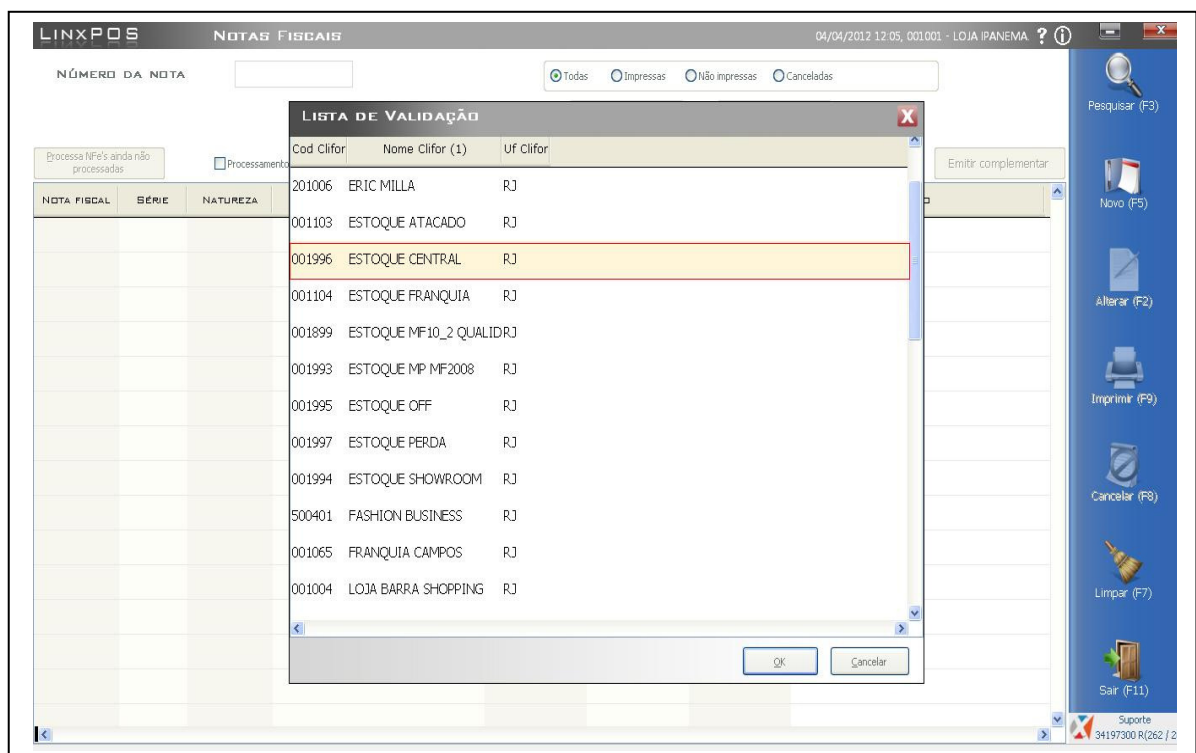 LINXPOS NOTAS FISCAIS 04/04/2012 12:05, 001001 - LOJA IPANEMA. ? i
NÚMERO DA NOTA Todas Impressas Não impressas Canceladas
Pesquisar (F3)
LISTA DE VALIDAÇÃO X
Cod Clifor Nome Clifor (1) Uf Clifor
Processa NFe's ainda não
processadas
Processamento
Emitir complementar
NOTA FISCAL SÉRIE NATUREZA
201006 ERIC MILLA RJ
001103 ESTOQUE ATACADO RJ
001996 ESTOQUE CENTRAL RJ
001104 ESTOQUE FRANQUIA RJ
001899 ESTOQUE MF10_2 QUALID RJ
001993 ESTOQUE MP MF2008 RJ
001995 ESTOQUE OFF RJ
001997 ESTOQUE PERDA RJ
001994 ESTOQUE SHOWROOM RJ
500401 FASHION BUSINESS RJ
001065 FRANQUIA CAMPOS RJ
001004 LOJA BARRA SHOPPING RJ
OK Cancelar
Novo (F5)
Alterar (F2)
Imprimir (F9)
Cancelar (F8)
Limpar (F7)
Sair (F11)
Suporte
34197300 R(262 / 2